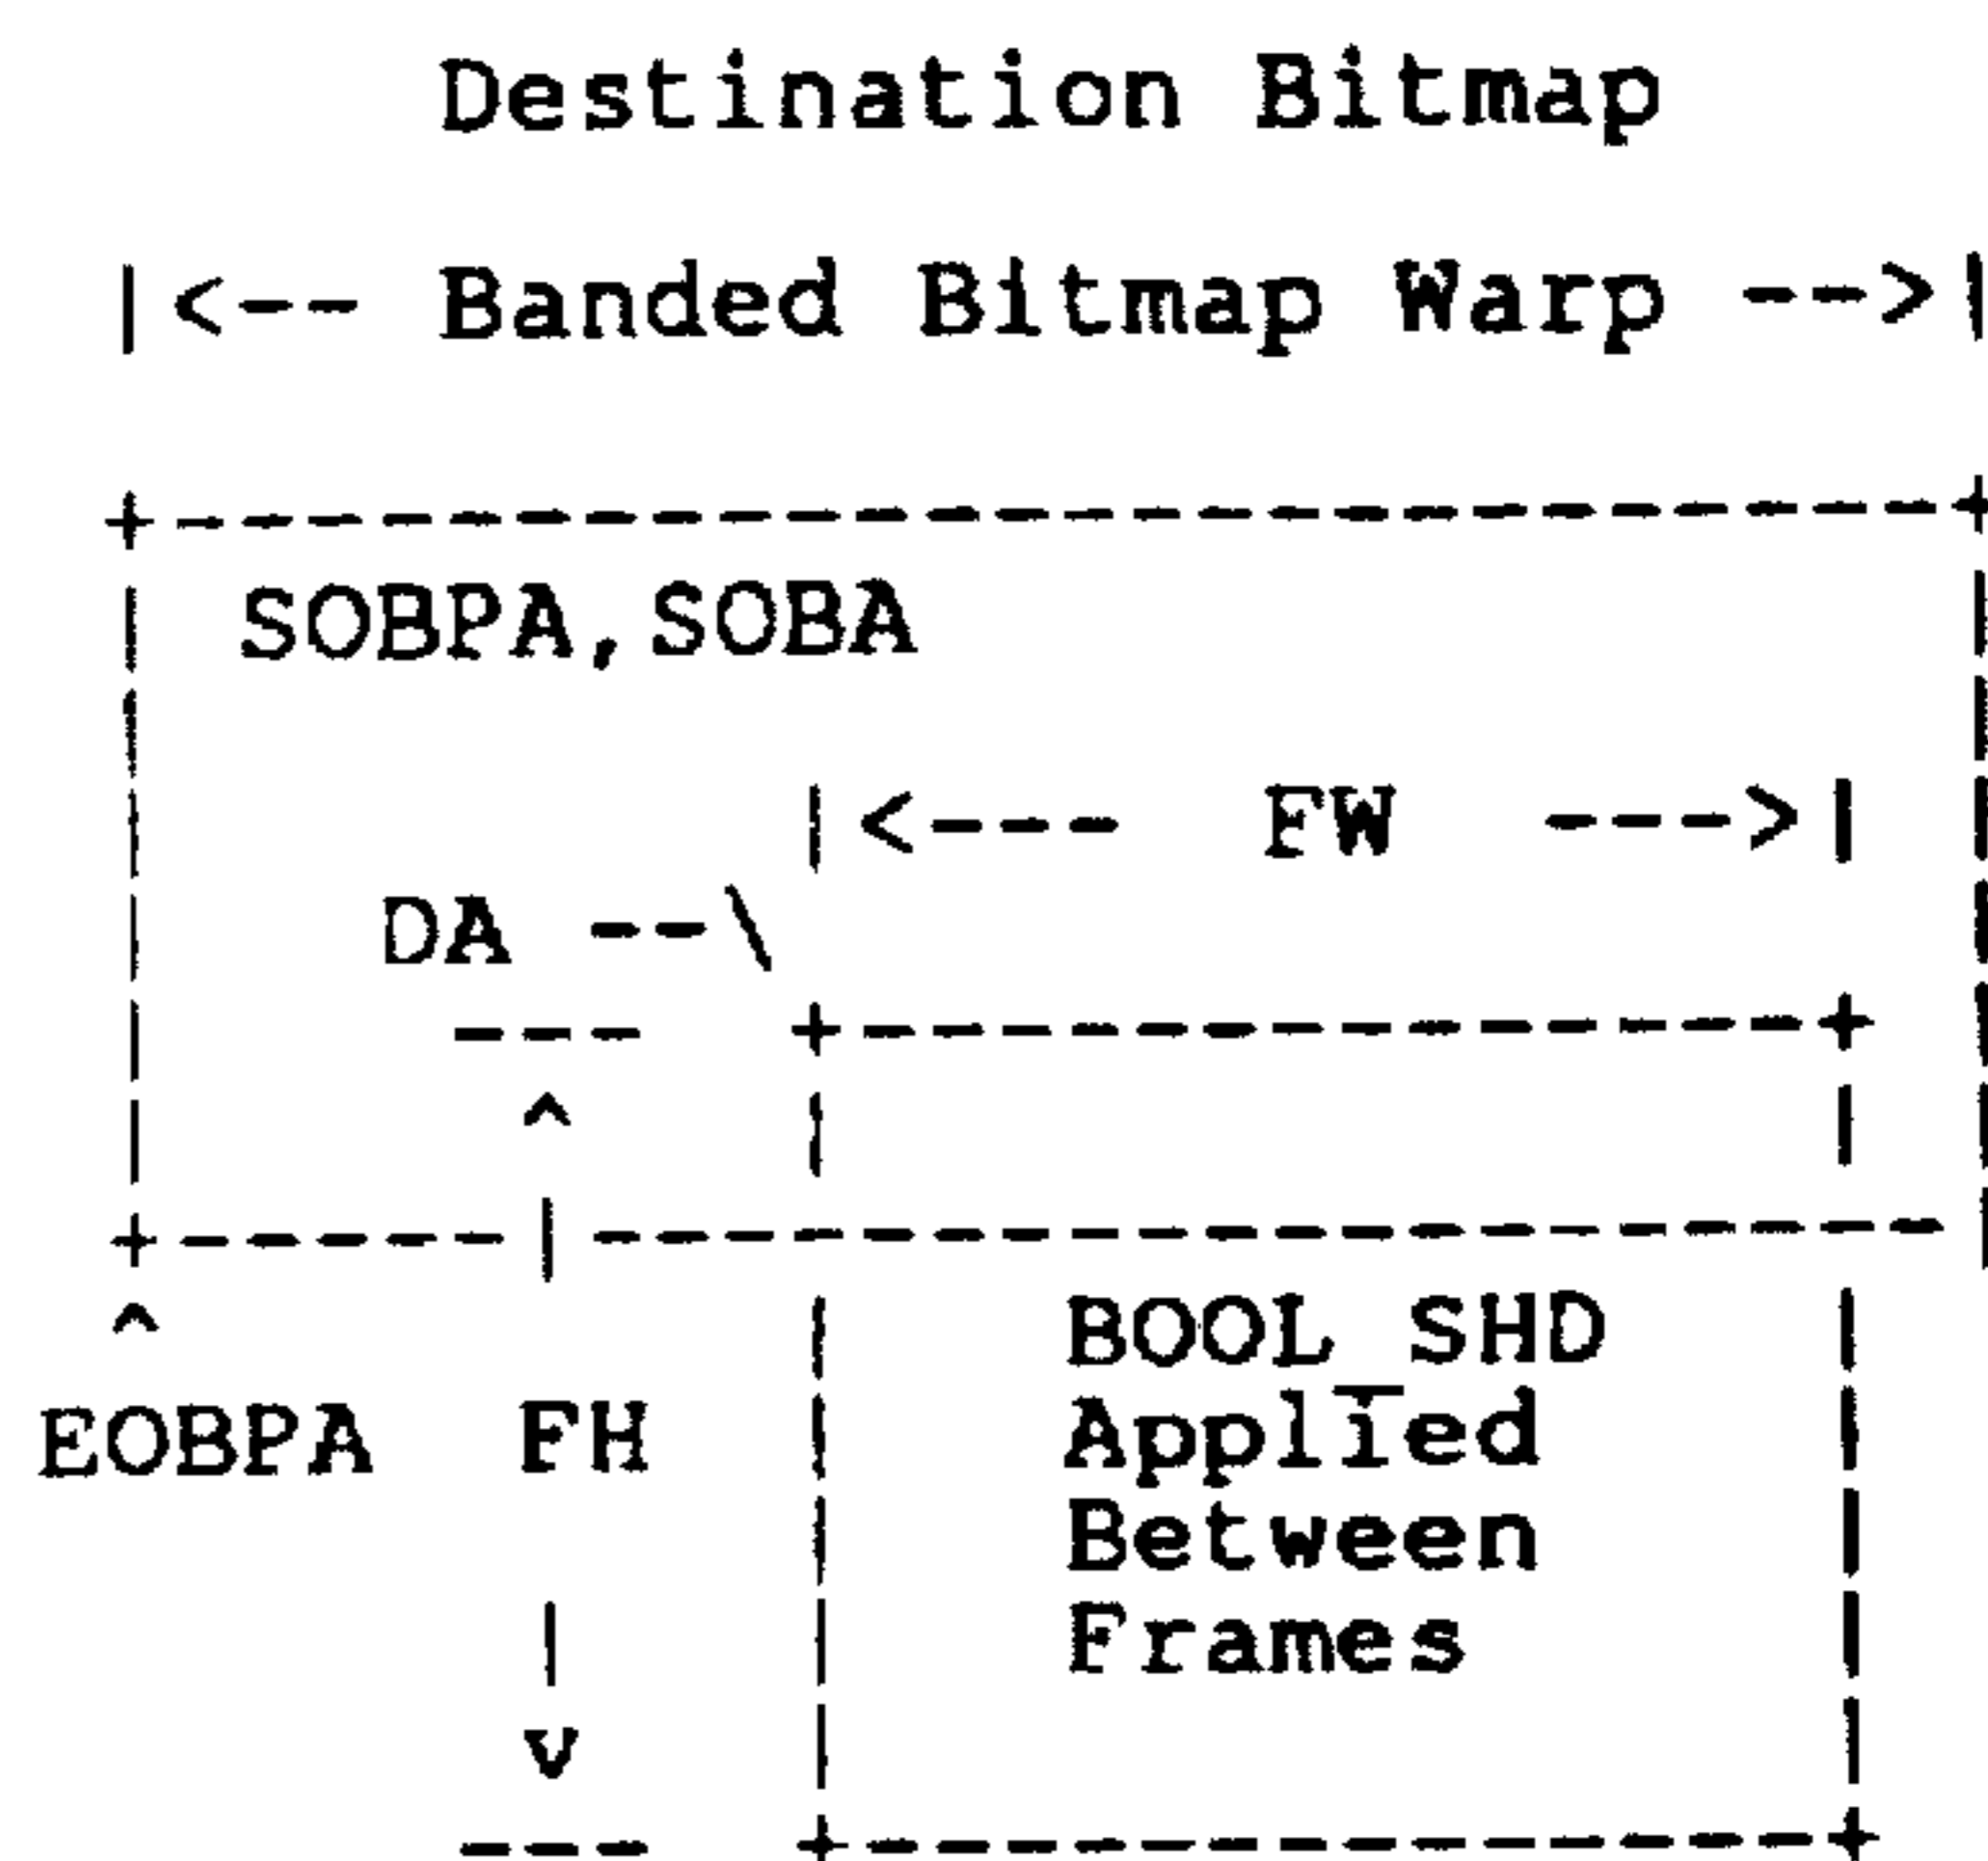 Destination Bitmap
|<-- Banded Bitmap Warp -->|
+--------------------------+
| SOBPA,SOBA |
|<--- FW --->|
DA --\
--- +--------------+
^ | |
+-----|--------------------|
^ | BOOL_SHD |
EOBPA FH | Applied |
| Between |
| | Frames |
v | |
--- +--------------+